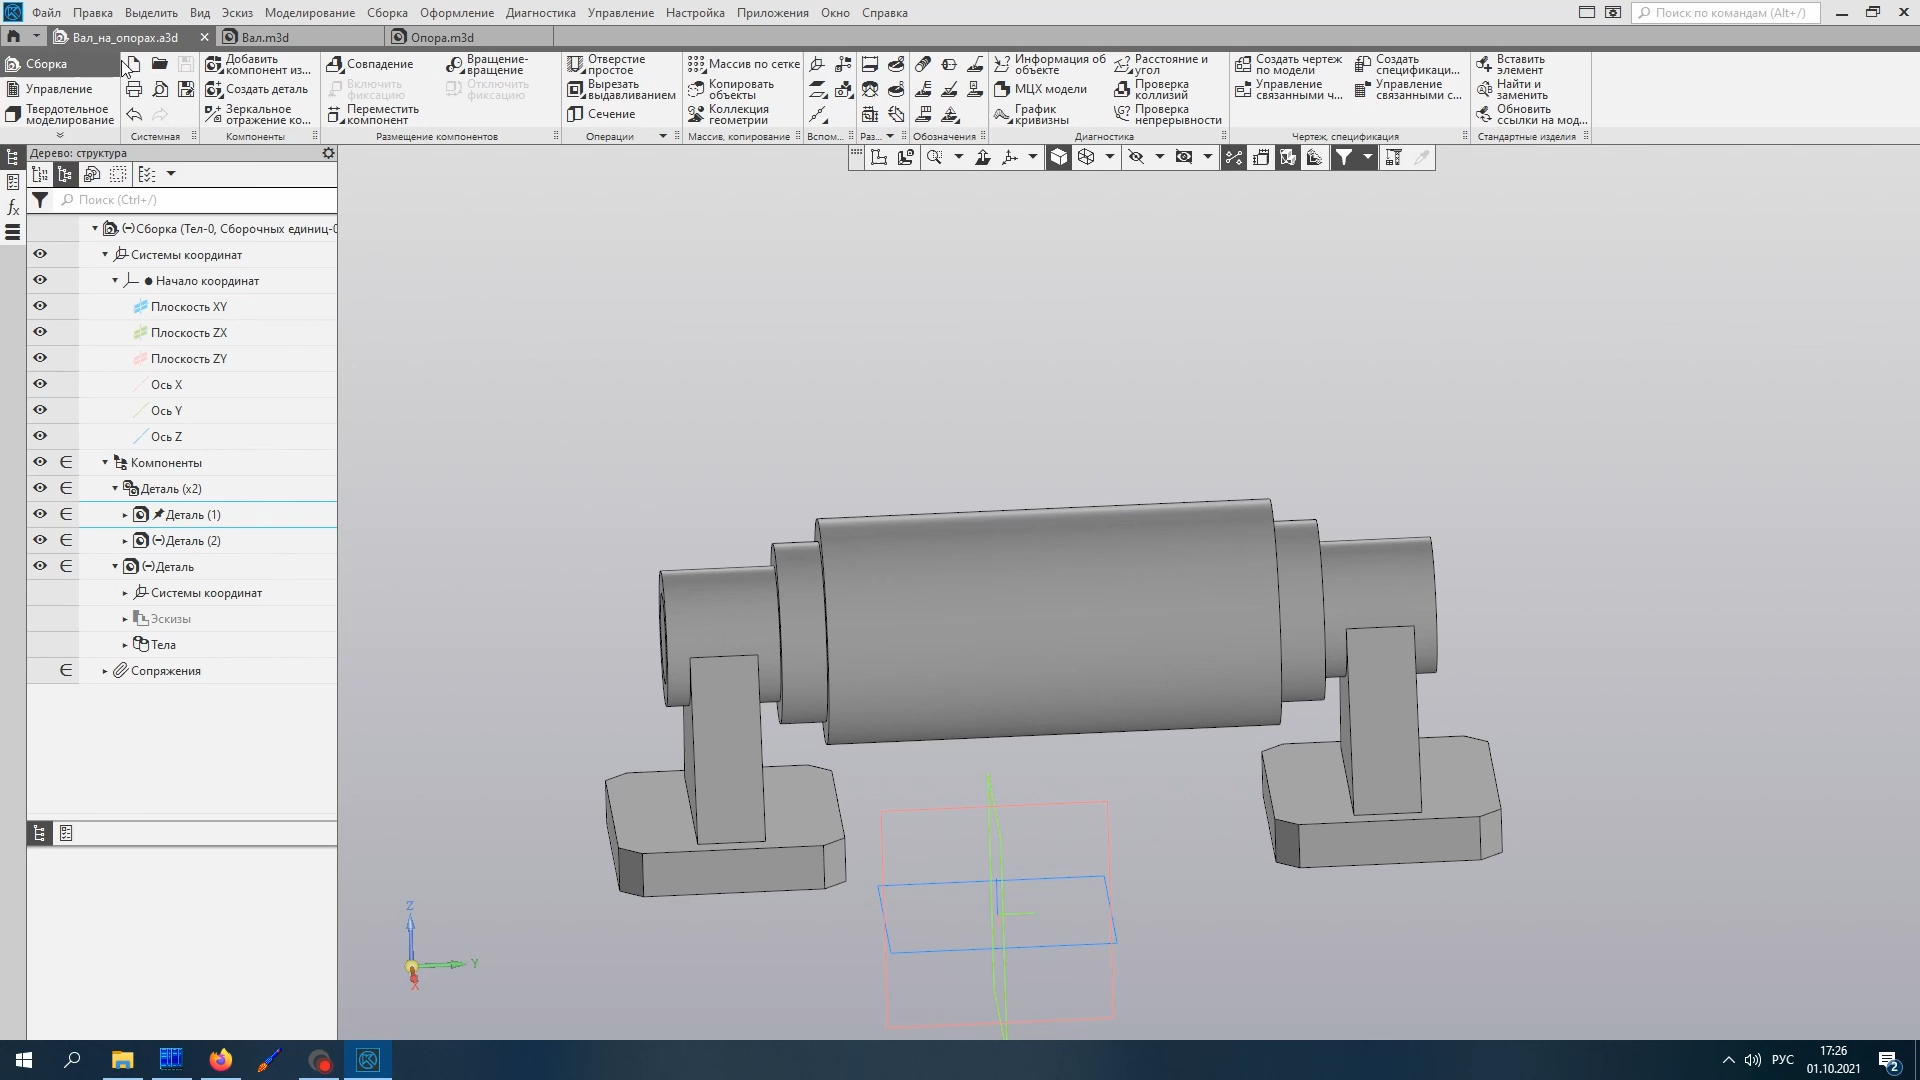 Файл Правка Выделить Вид Эскиз Моделирование Сборка Оформление Диагностика Управление Настройка Приложения Окно Справка
Поиск по командам (Alt+/)
Вал_на_опорах.a3d
Вал.m3d
Опора.m3d
Сборка
Управление
Твердотельное
моделирование
Системная
Добавить
компонент из...
Создать деталь
Зеркальное
отражение ко...
Компоненты
Совпадение
Включить
фиксацию
Переместить
компонент
Вращение-
вращение
Отключить
фиксацию
Размещение компонентов
Отверстие
простое
Вырезать
выдавливанием
Сечение
Операции
Массив по сетке
Копировать
объекты
Коллекция
геометрии
Массив, копирование
Вспом...
Раз...
Обозначения
Информация об
объекте
МЦХ модели
График
кривизны
Расстояние и
угол
Проверка
коллизий
Проверка
непрерывности
Диагностика
Создать чертеж
по модели
Управление
связанными ч...
Создать
спецификаци...
Управление
связанными с...
Чертеж, спецификация
Вставить
элемент
Найти и
заменить
Обновить
ссылки на мод...
Стандартные изделия
Дерево: структура
Поиск (Ctrl+/)
(−)Сборка (Тел-0, Сборочных единиц-0
Системы координат
Начало координат
Плоскость XY
Плоскость ZX
Плоскость ZY
Ось X
Ось Y
Ось Z
Компоненты
Деталь (x2)
Деталь (1)
(−)Деталь (2)
(−)Деталь
Системы координат
Эскизы
Тела
Сопряжения
Z
Y
X
РУС
17:26
01.10.2021
2